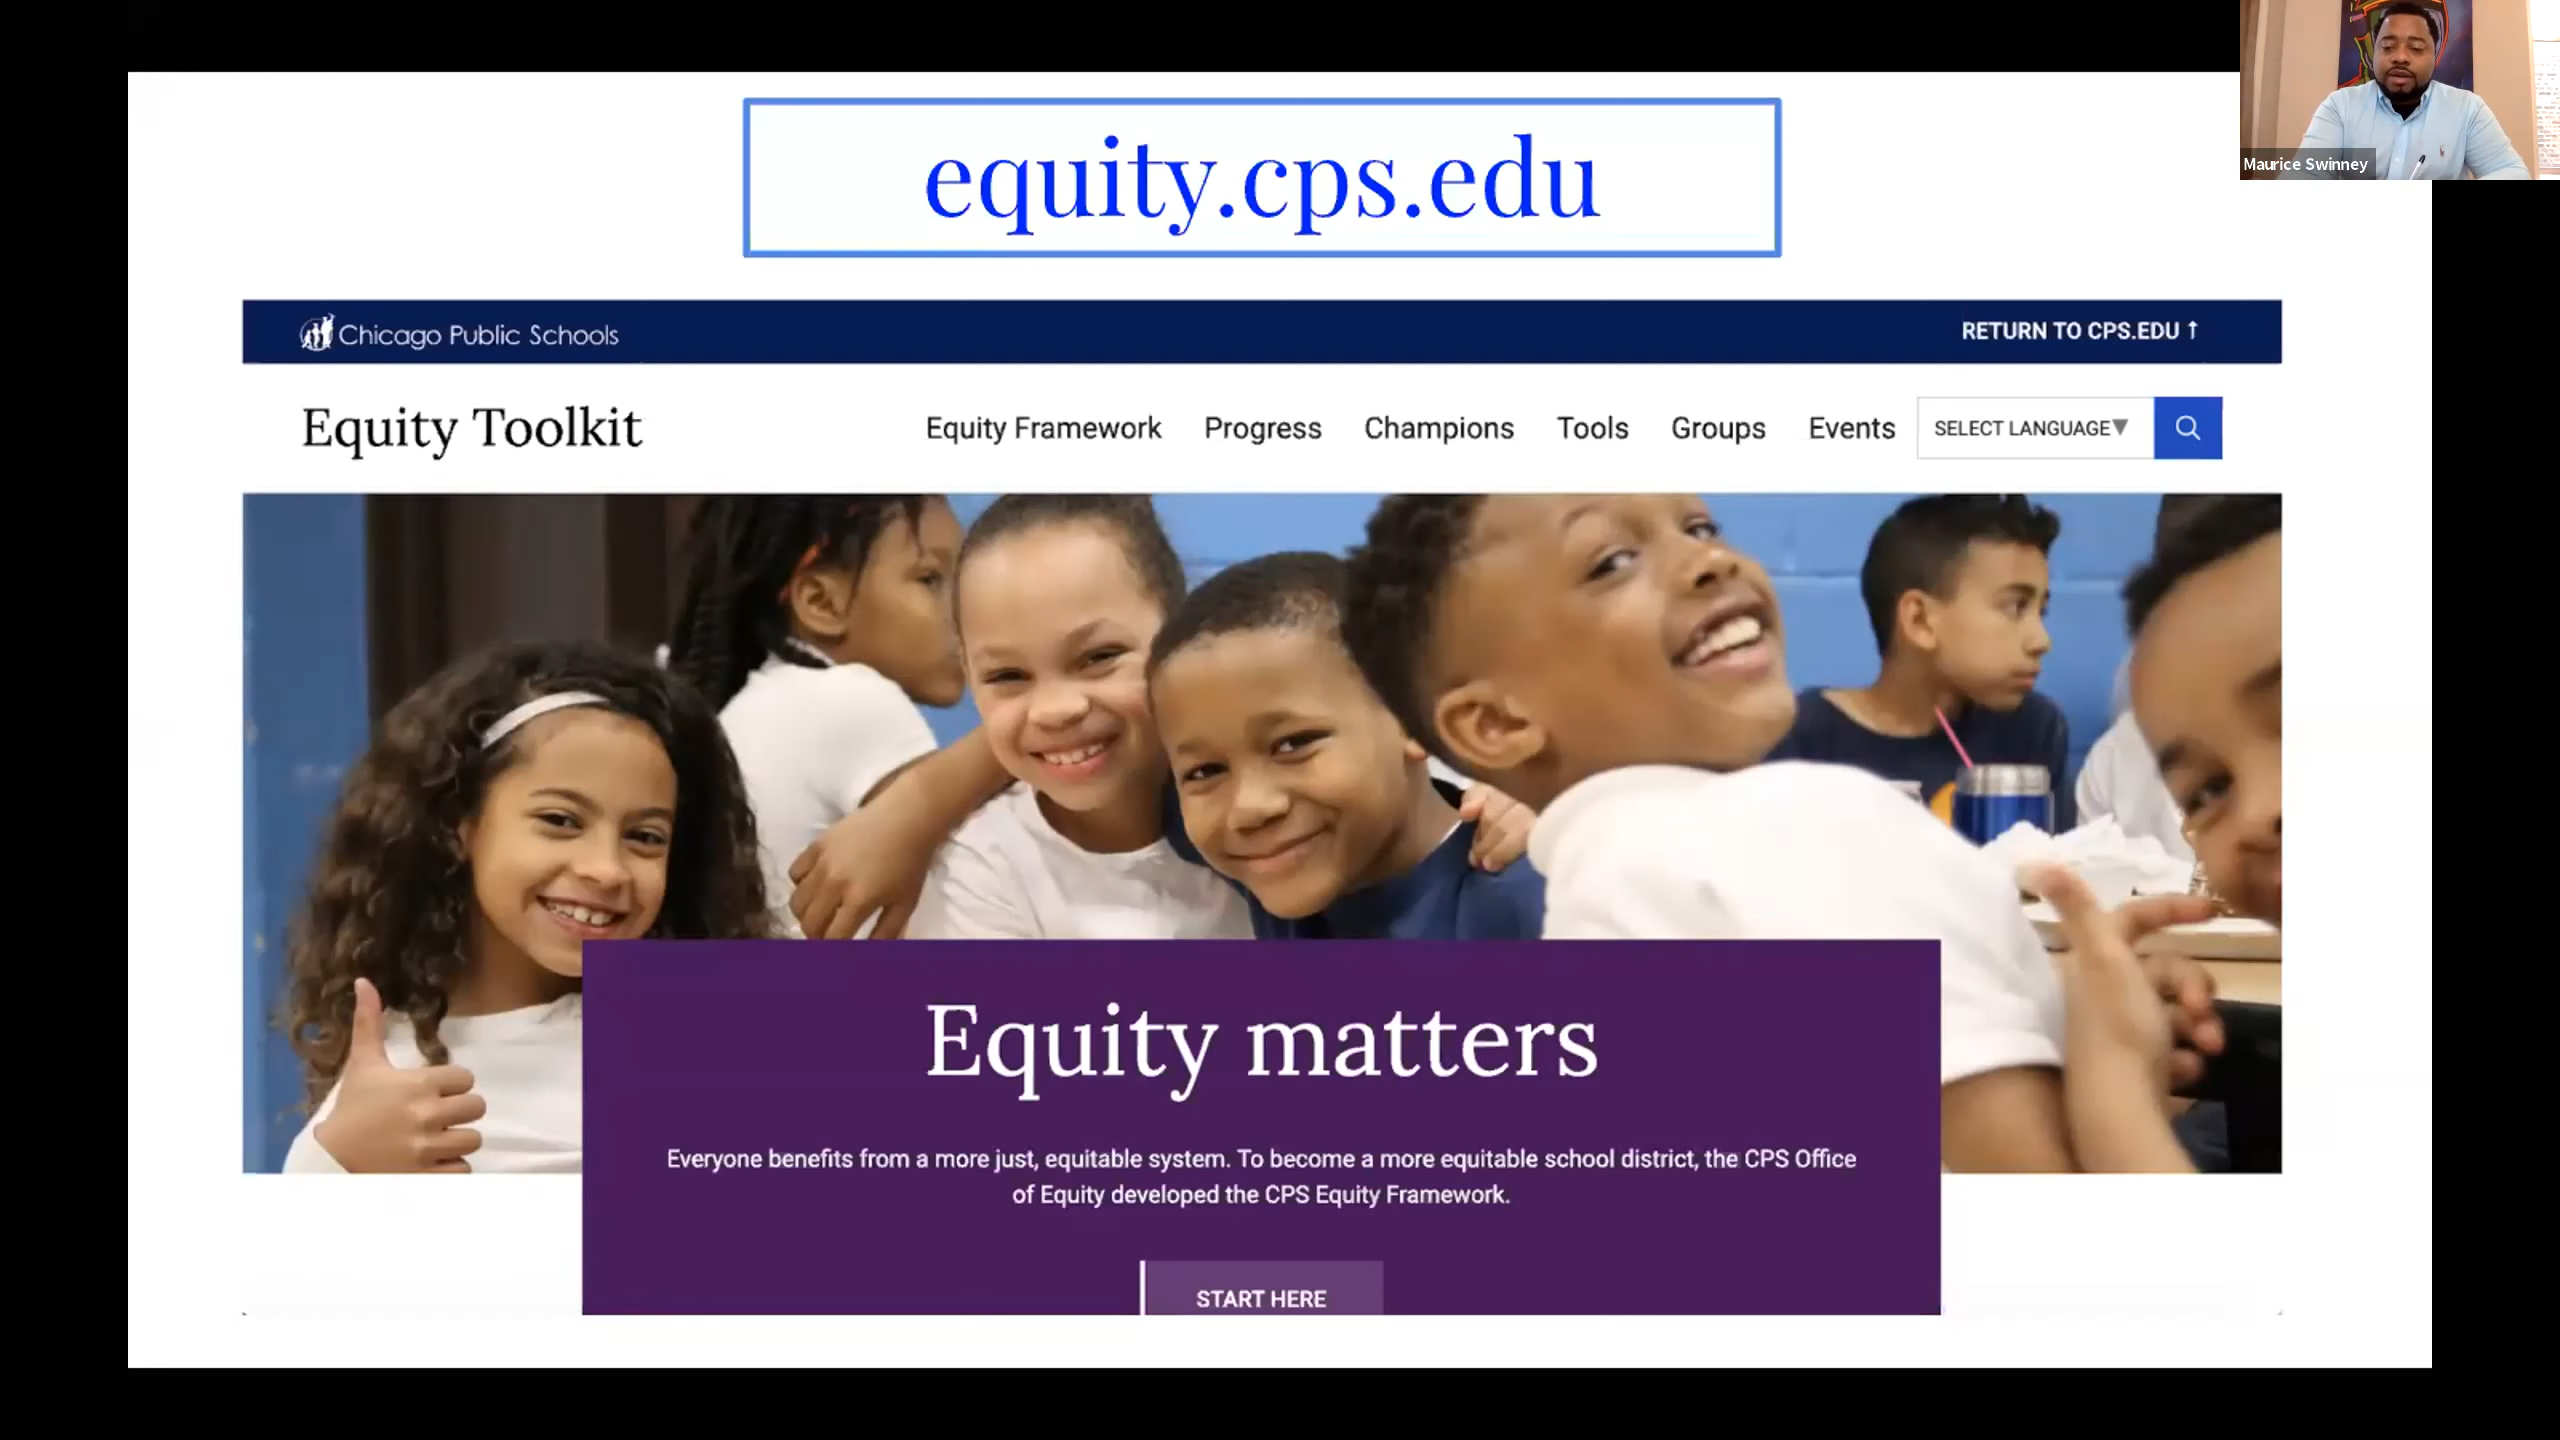 equity.cps.edu
Maurice Swinney
Chicago Public Schools
RETURN TO CPS.EDU ↑
Equity Toolkit
Equity Framework Progress Champions Tools Groups Events SELECT LANGUAGE▼
Equity matters
Everyone benefits from a more just, equitable system. To become a more equitable school district, the CPS Office
of Equity developed the CPS Equity Framework.
START HERE